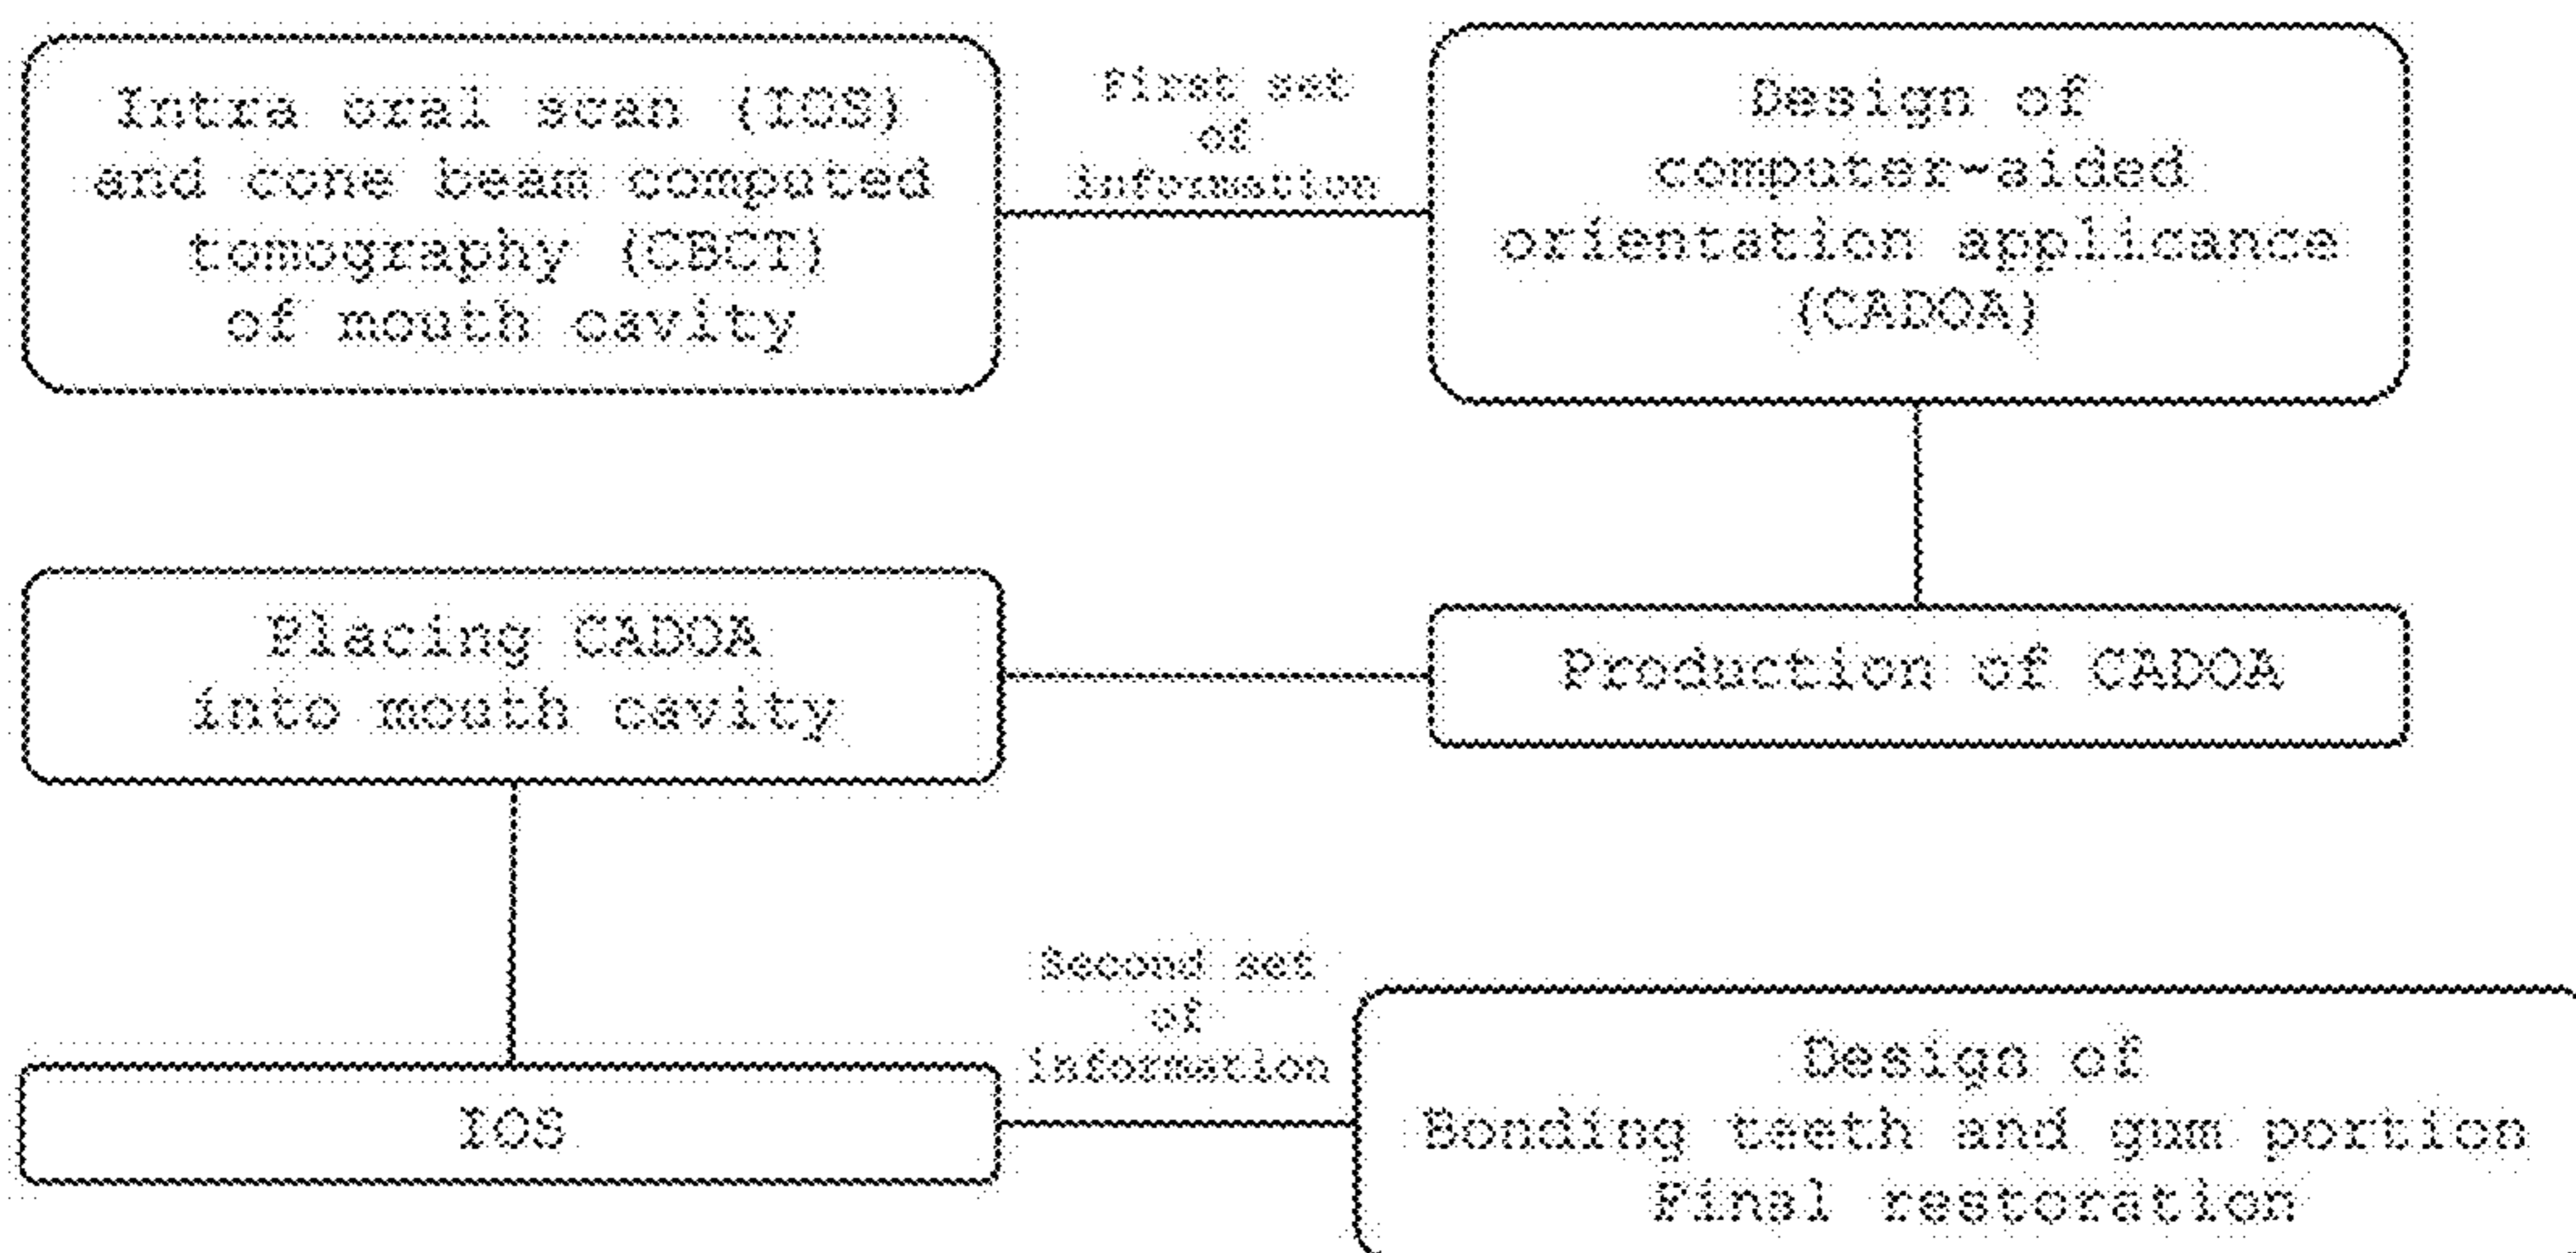 Intra oral scan (IOS)
and cone beam computed
tomography (CBCT)
of mouth cavity
First set
of
information
Design of
computer-aided
orientation applicance
(CADOA)
Placing CADOA
into mouth cavity
Production of CADOA
IOS
Second set
of
information
Design of
Bonding teeth and gum portion
Final restoration